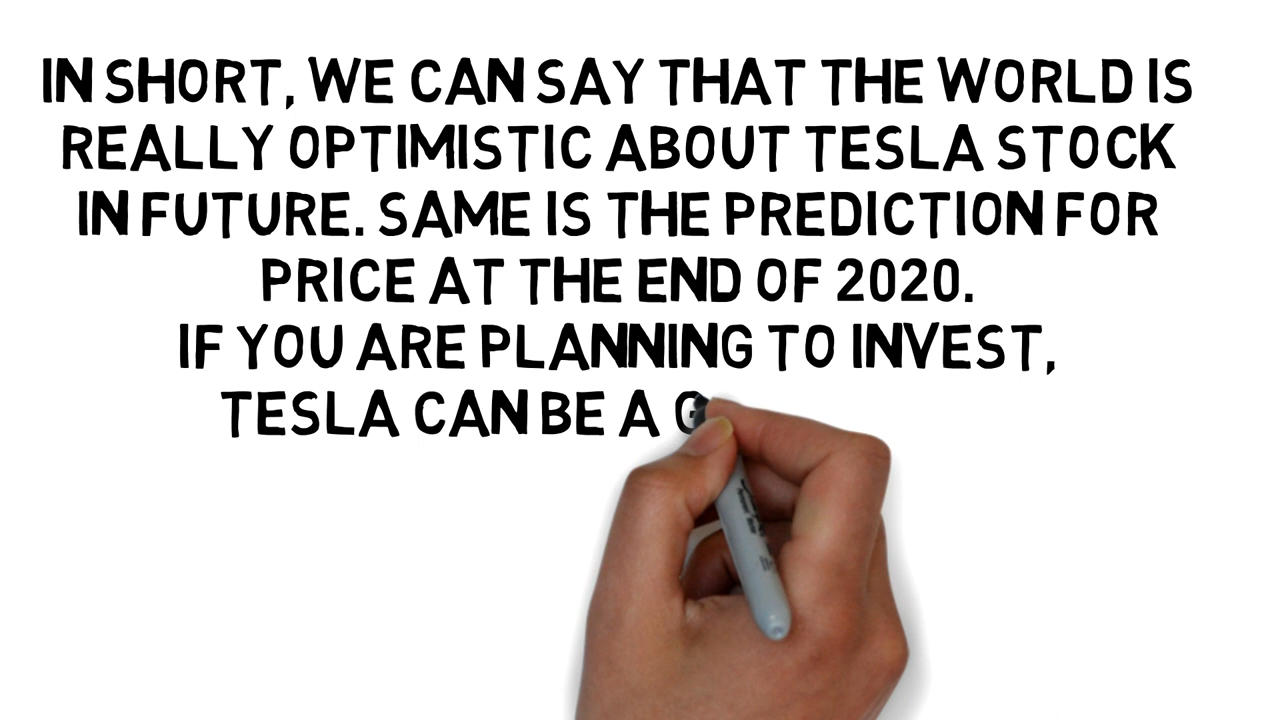 IN SHORT, WE CAN SAY THAT THE WORLD IS
REALLY OPTIMISTIC ABOUT TESLA STOCK
IN FUTURE. SAME IS THE PREDICTION FOR
PRICE AT THE END OF 2020.
IF YOU ARE PLANNING TO INVEST,
TESLA CAN BE A G